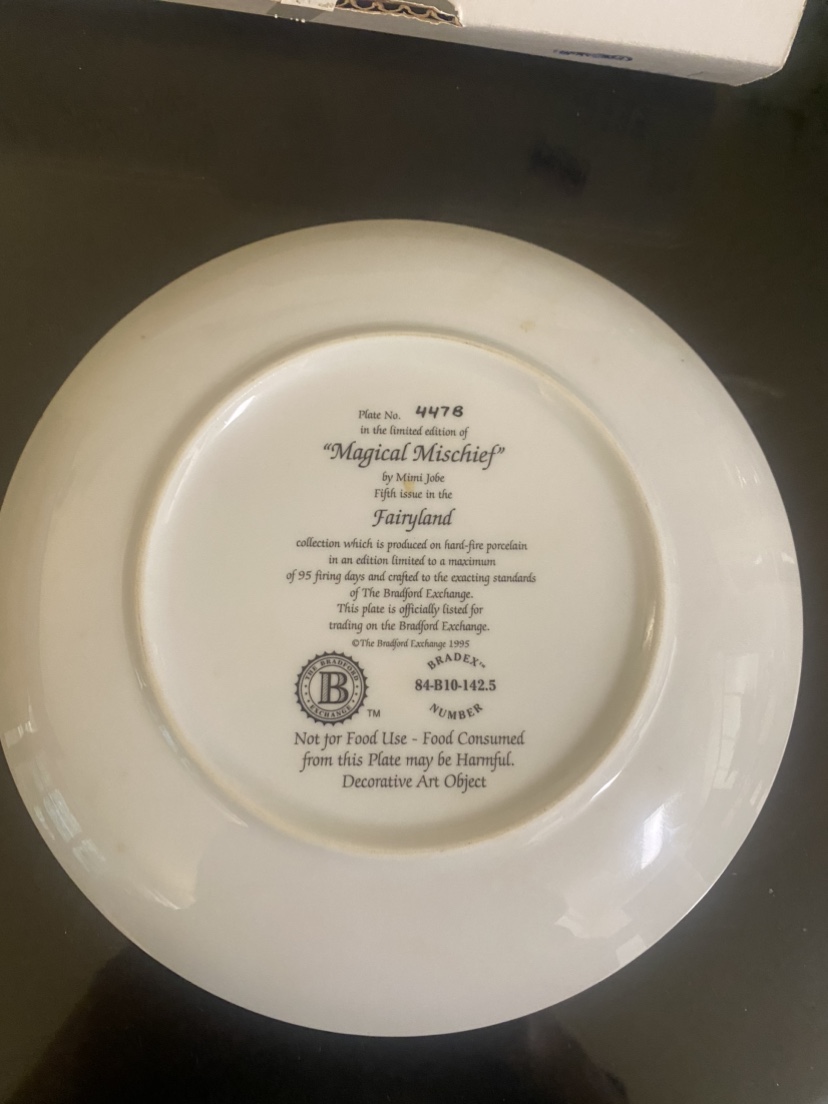 Plate No. 447B
in the limited edition of
“Magical Mischief”
by Mimi Jobe
Fifth issue in the
Fairyland
collection which is produced on hard-fire porcelain
in an edition limited to a maximum
of 95 firing days and crafted to the exacting standards
of The Bradford Exchange.
This plate is officially listed for
trading on the Bradford Exchange.
©The Bradford Exchange 1995
THE BRADFORD
B
EXCHANGE
TM
BRADEX™
84-B10-142.5
NUMBER
Not for Food Use - Food Consumed
from this Plate may be Harmful.
Decorative Art Object